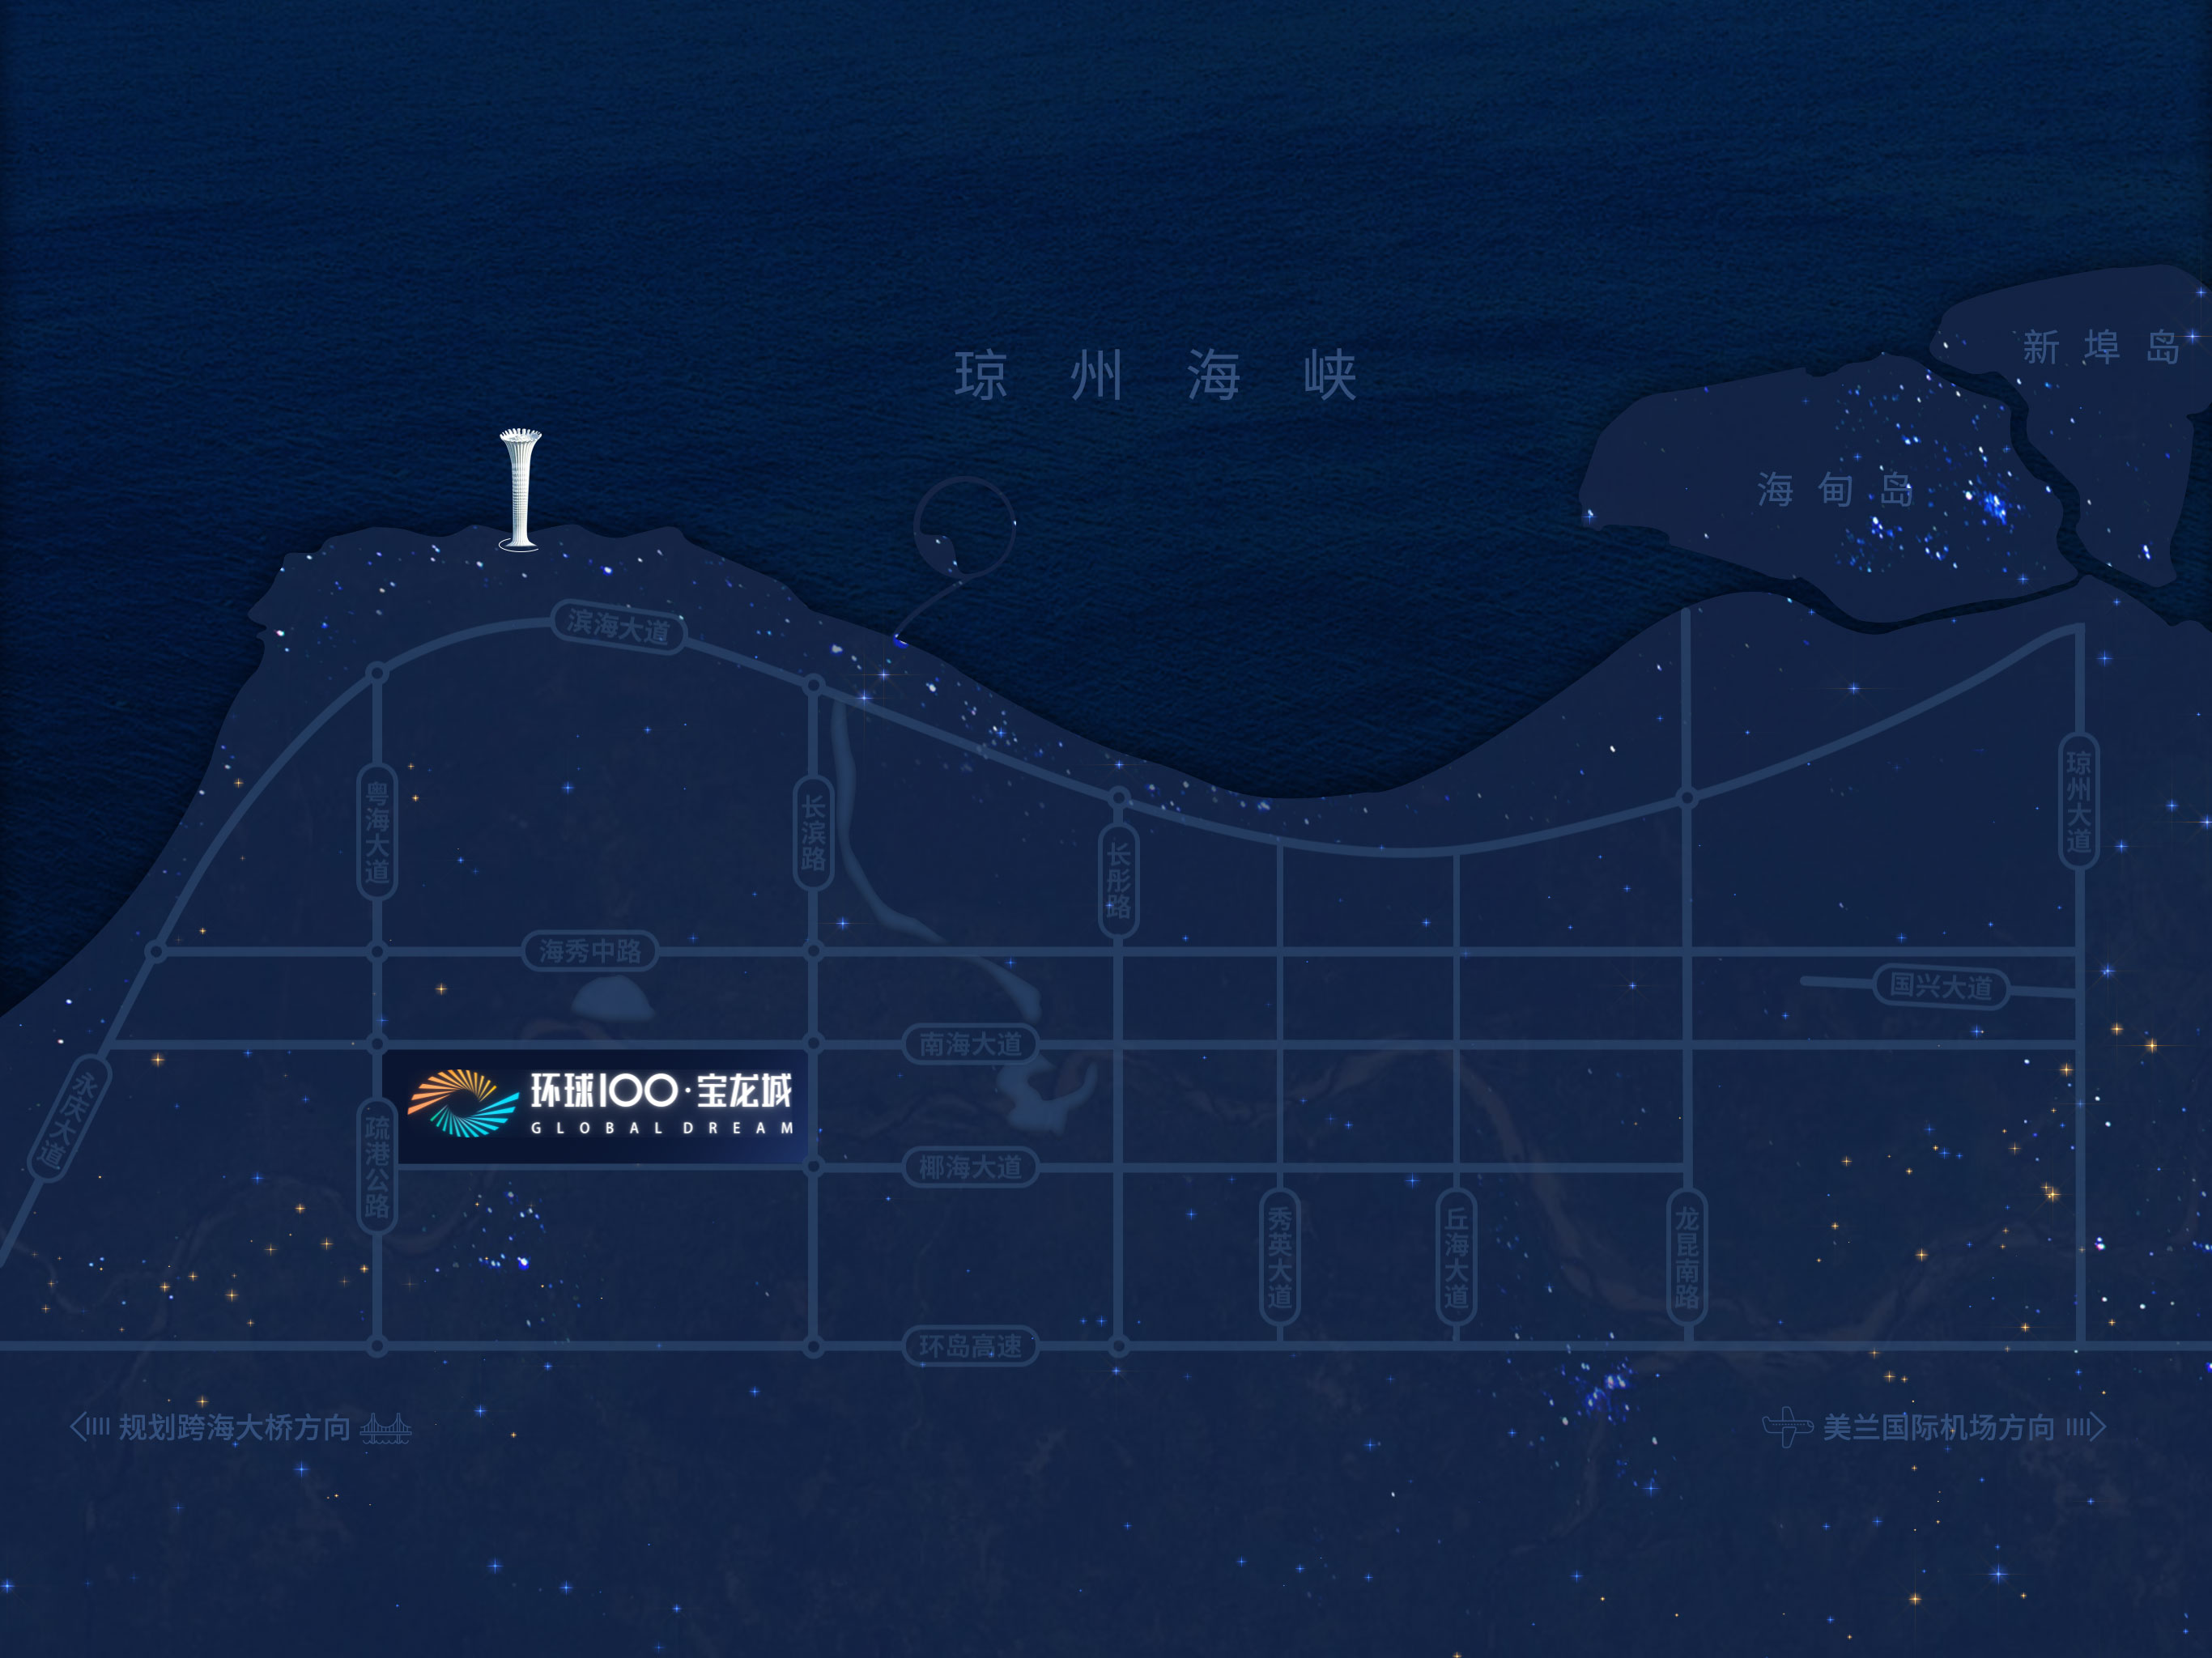 琼州海峡
新埠岛
海甸岛
滨海大道
粤海大道
长滨路
长彤路
琼州大道
海秀中路
国兴大道
南海大道
永庆大道
疏港公路
环球100·宝龙城
GLOBAL DREAM
椰海大道
秀英大道
丘海大道
龙昆南路
环岛高速
规划跨海大桥方向
美兰国际机场方向